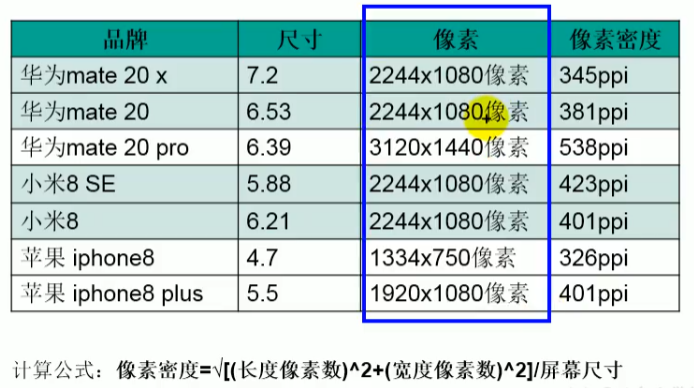 品牌 尺寸 像素 像素密度
华为mate 20 x 7.2 2244x1080像素 345ppi
华为mate 20 6.53 2244x1080像素 381ppi
华为mate 20 pro 6.39 3120x1440像素 538ppi
小米8 SE 5.88 2244x1080像素 423ppi
小米8 6.21 2244x1080像素 401ppi
苹果 iphone8 4.7 1334x750像素 326ppi
苹果 iphone8 plus 5.5 1920x1080像素 401ppi
计算公式：像素密度=√[(长度像素数)^2+(宽度像素数)^2]/屏幕尺寸